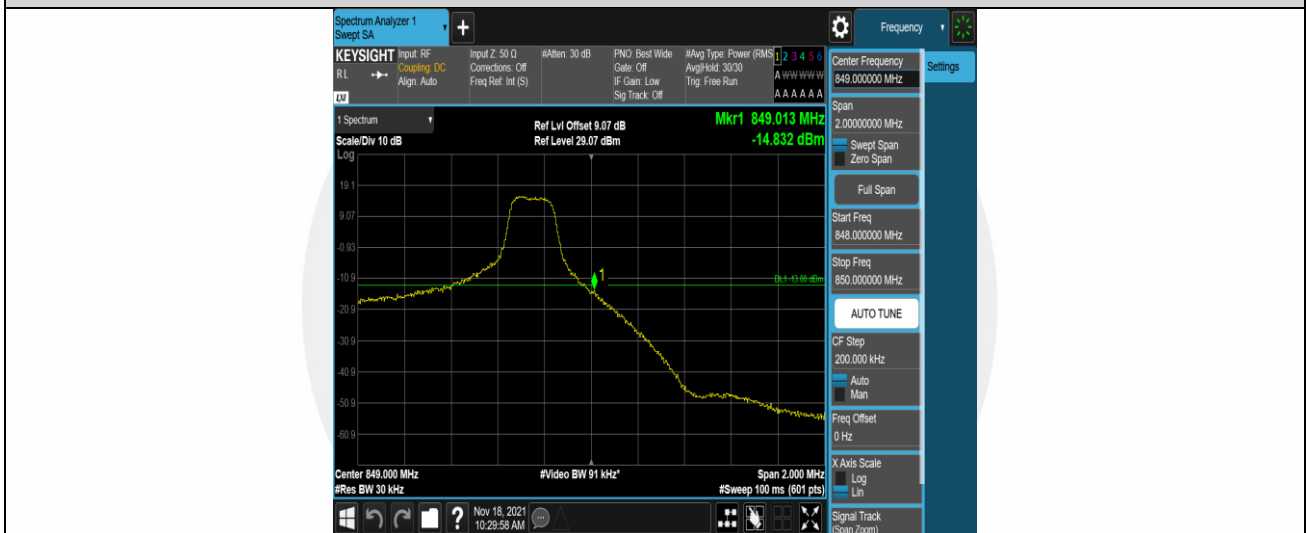 Spectrum Analyzer 1
Swept SA
+
Frequency
KEYSIGHT
RL
LXI
Input: RF
Coupling: DC
Align: Auto
Input Z: 50 Ω
Corrections: Off
Freq Ref: Int (S)
#Atten: 30 dB
PNO: Best Wide
Gate: Off
IF Gain: Low
Sig Track: Off
#Avg Type: Power (RMS
Avg|Hold: 30/30
Trig: Free Run
1 2 3 4 5 6
A W W W W W
A A A A A A
1 Spectrum
Scale/Div 10 dB
Log
Ref Lvl Offset 9.07 dB
Ref Level 29.07 dBm
Mkr1 849.013 MHz
-14.832 dBm
19.1
9.07
-0.93
-10.9
-20.9
-30.9
-40.9
-50.9
-60.9
1
DL1 -13.00 dBm
Center 849.000 MHz
#Res BW 30 kHz
#Video BW 91 kHz*
Span 2.000 MHz
#Sweep 100 ms (601 pts)
?
Nov 18, 2021
10:29:58 AM
Center Frequency
849.000000 MHz
Settings
Span
2.00000000 MHz
Swept Span
Zero Span
Full Span
Start Freq
848.000000 MHz
Stop Freq
850.000000 MHz
AUTO TUNE
CF Step
200.000 kHz
Auto
Man
Freq Offset
0 Hz
X Axis Scale
Log
Lin
Signal Track
(Span Zoom)